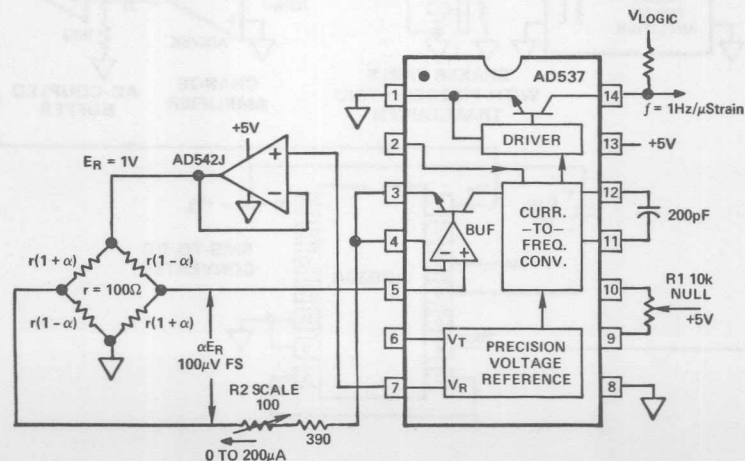 VLOGIC
AD537
1
14
f = 1Hz/μStrain
DRIVER
+5V
2
13
+5V
ER = 1V
AD542J
+
−
3
12
CURR.
–TO–
FREQ.
CONV.
200pF
BUF
4
11
− +
r(1 + α)
r(1−α)
r = 100Ω
r(1 − α)
r(1 + α)
5
10
R1 10k
NULL
+5V
αER
100μV FS
6
VT
PRECISION
VOLTAGE
REFERENCE
9
R2 SCALE
100
390
7
VR
8
0 TO 200μA